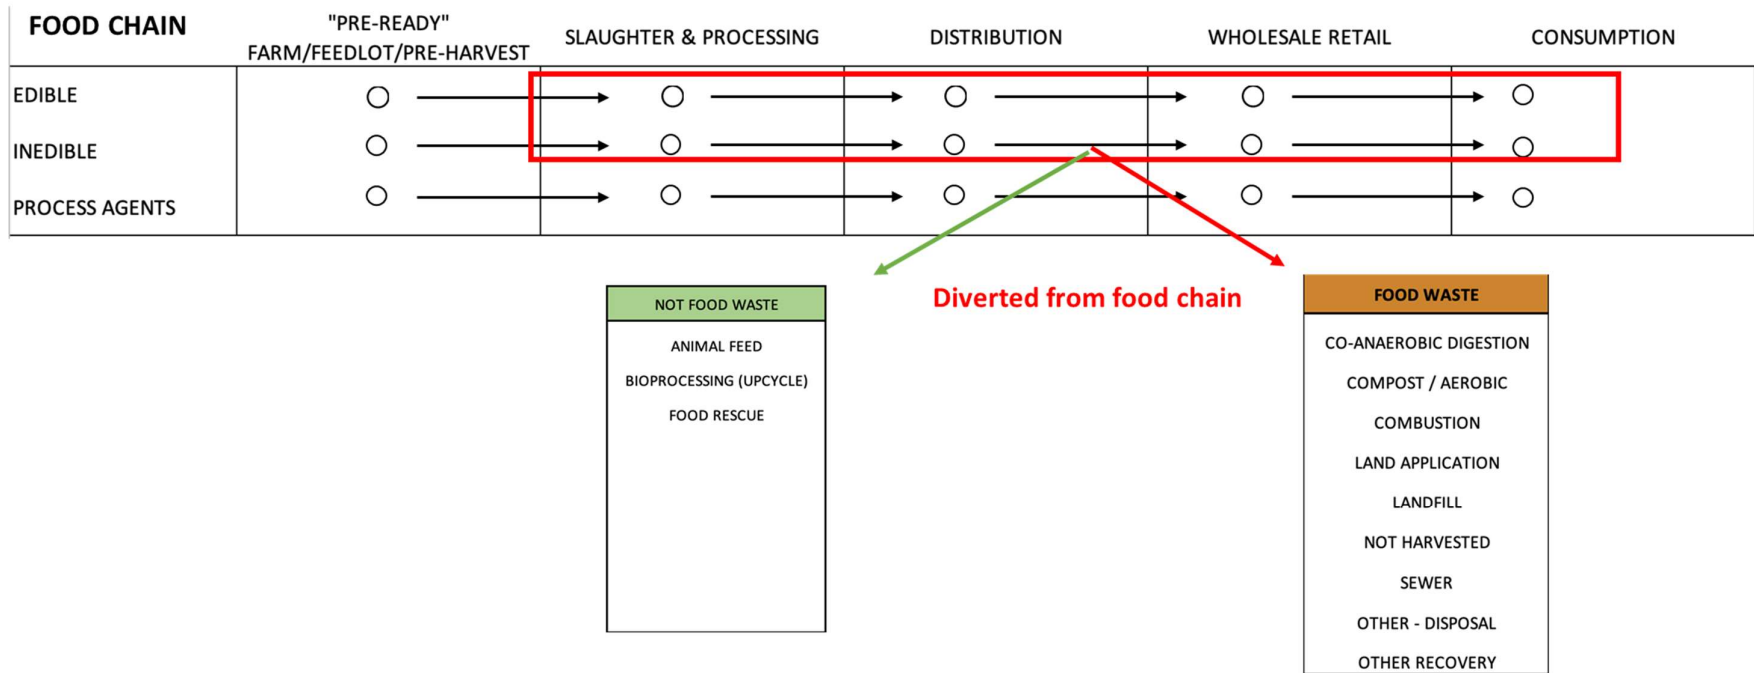 FOOD CHAIN
"PRE-READY"
FARM/FEEDLOT/PRE-HARVEST
SLAUGHTER & PROCESSING
DISTRIBUTION
WHOLESALE RETAIL
CONSUMPTION
EDIBLE
INEDIBLE
PROCESS AGENTS
NOT FOOD WASTE
ANIMAL FEED
BIOPROCESSING (UPCYCLE)
FOOD RESCUE
Diverted from food chain
FOOD WASTE
CO-ANAEROBIC DIGESTION
COMPOST / AEROBIC
COMBUSTION
LAND APPLICATION
LANDFILL
NOT HARVESTED
SEWER
OTHER - DISPOSAL
OTHER RECOVERY